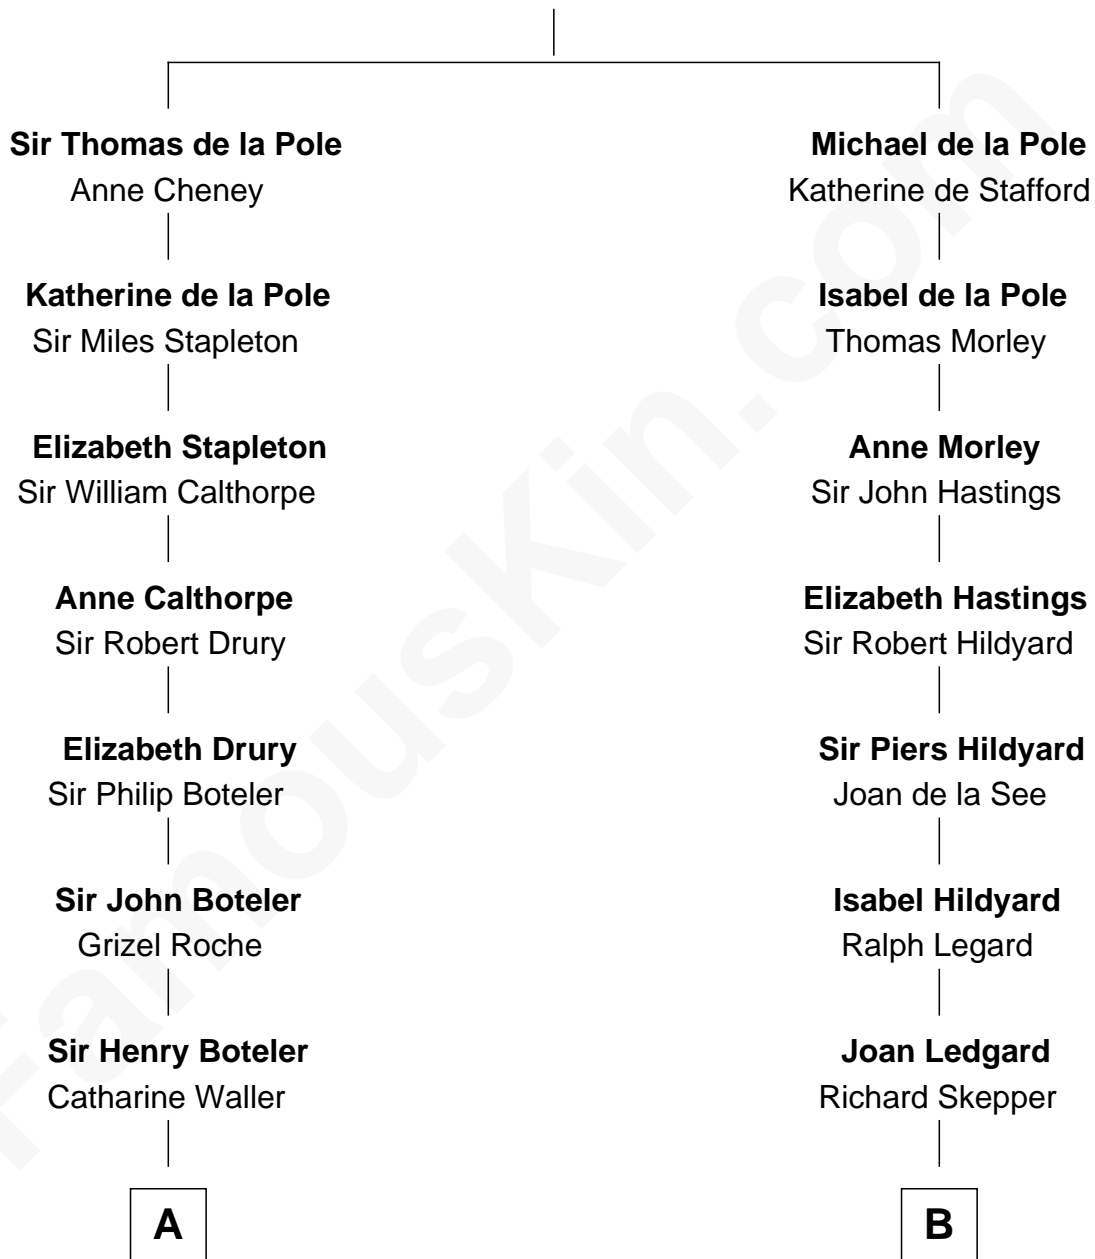 Sir Thomas de la Pole
Anne Cheney
Katherine de la Pole
Sir Miles Stapleton
Elizabeth Stapleton
Sir William Calthorpe
Anne Calthorpe
Sir Robert Drury
Elizabeth Drury
Sir Philip Boteler
Sir John Boteler
Grizel Roche
Sir Henry Boteler
Catharine Waller
A
Michael de la Pole
Katherine de Stafford
Isabel de la Pole
Thomas Morley
Anne Morley
Sir John Hastings
Elizabeth Hastings
Sir Robert Hildyard
Sir Piers Hildyard
Joan de la See
Isabel Hildyard
Ralph Legard
Joan Ledgard
Richard Skepper
B
FamousKin.com